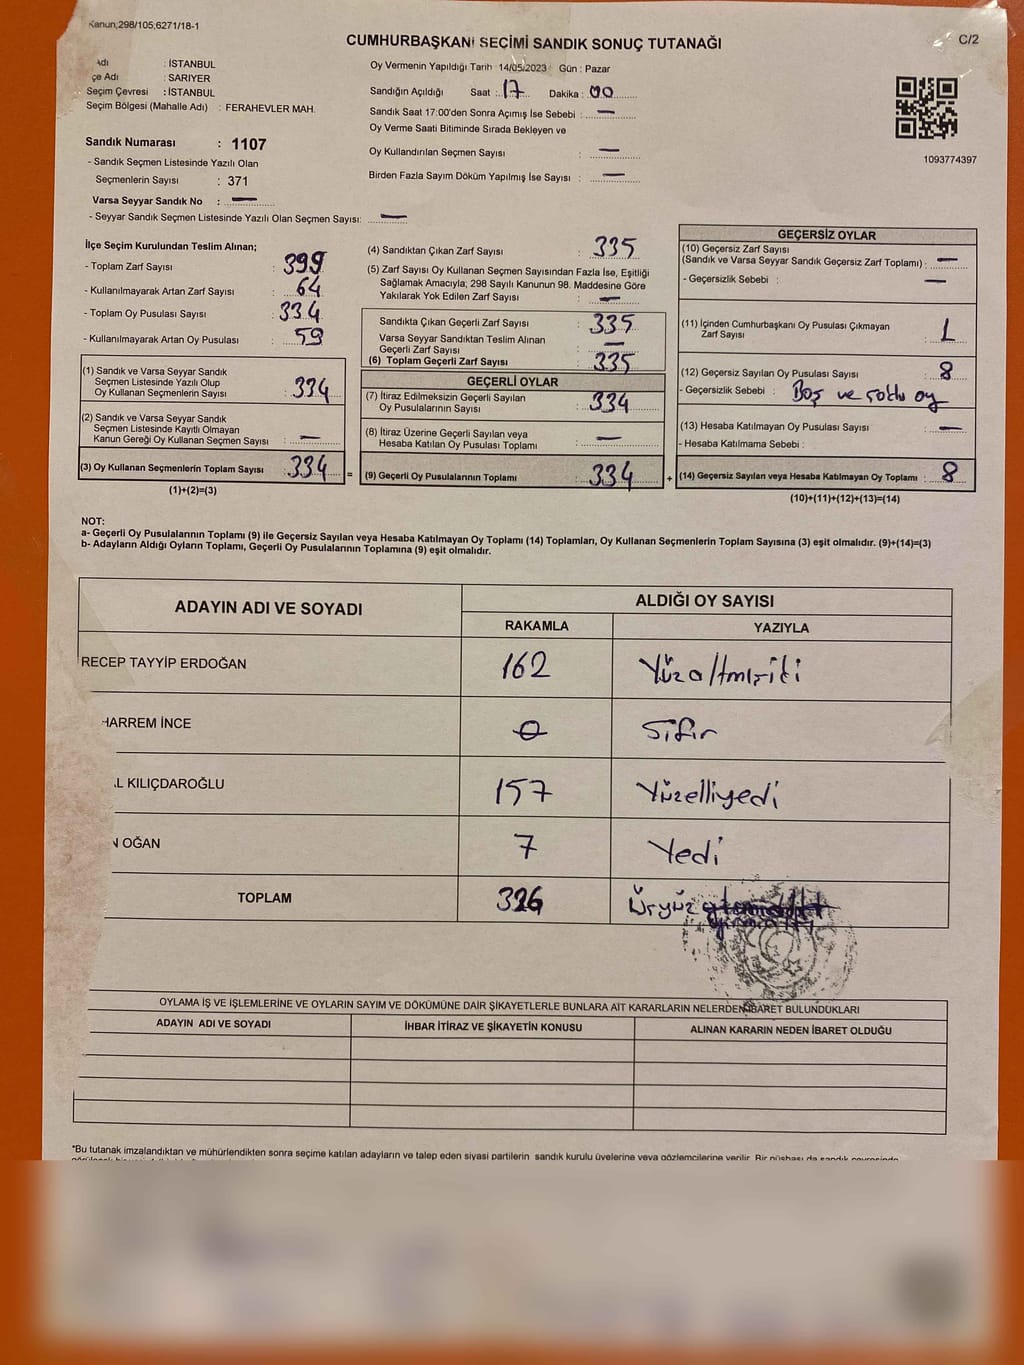 Kanun;298/105;6271/18-1
C/2
CUMHURBAŞKANI SEÇİMİ SANDIK SONUÇ TUTANAĞI
Adı : İSTANBUL
çe Adı : SARIYER
Seçim Çevresi : İSTANBUL
Seçim Bölgesi (Mahalle Adı) : FERAHEVLER MAH.
Sandık Numarası : 1107
- Sandık Seçmen Listesinde Yazılı Olan
Seçmenlerin Sayısı : 371
Varsa Seyyar Sandık No : —
- Seyyar Sandık Seçmen Listesinde Yazılı Olan Seçmen Sayısı: —
Oy Vermenin Yapıldığı Tarih 14/05/2023 Gün : Pazar
Sandığın Açıldığı Saat : 17 Dakika : 00
Sandık Saat 17:00'den Sonra Açımış İse Sebebi : —
Oy Verme Saati Bitiminde Sırada Bekleyen ve
Oy Kullandırılan Seçmen Sayısı : —
Birden Fazla Sayım Döküm Yapılmış İse Sayısı : —
1093774397
İlçe Seçim Kurulundan Teslim Alınan;
- Toplam Zarf Sayısı : 399
- Kullanılmayarak Artan Zarf Sayısı : 64
- Toplam Oy Pusulası Sayısı : 334
- Kullanılmayarak Artan Oy Pusulası : 59
(1) Sandık ve Varsa Seyyar Sandık
Seçmen Listesinde Yazılı Olup
Oy Kullanan Seçmenlerin Sayısı : 334
(2) Sandık ve Varsa Seyyar Sandık
Seçmen Listesinde Kayıtlı Olmayan
Kanun Gereği Oy Kullanan Seçmen Sayısı : —
(3) Oy Kullanan Seçmenlerin Toplam Sayısı : 334
(1)+(2)=(3)
(4) Sandıktan Çıkan Zarf Sayısı : 335
(5) Zarf Sayısı Oy Kullanan Seçmen Sayısından Fazla İse, Eşitliği
Sağlamak Amacıyla; 298 Sayılı Kanunun 98. Maddesine Göre
Yakılarak Yok Edilen Zarf Sayısı : —
Sandıkta Çıkan Geçerli Zarf Sayısı : 335
Varsa Seyyar Sandıktan Teslim Alınan
Geçerli Zarf Sayısı : —
(6) Toplam Geçerli Zarf Sayısı : 335
GEÇERLİ OYLAR
(7) İtiraz Edilmeksizin Geçerli Sayılan
Oy Pusulalarının Sayısı : 334
(8) İtiraz Üzerine Geçerli Sayılan veya
Hesaba Katılan Oy Pusulası Toplamı : —
= (9) Geçerli Oy Pusulalarının Toplamı : 334 +
GEÇERSİZ OYLAR
(10) Geçersiz Zarf Sayısı
(Sandık ve Varsa Seyyar Sandık Geçersiz Zarf Toplamı) : —
- Geçersizlik Sebebi : —
(11) İçinden Cumhurbaşkanı Oy Pusulası Çıkmayan
Zarf Sayısı : 1
(12) Geçersiz Sayılan Oy Pusulası Sayısı : 8
- Geçersizlik Sebebi : Boş ve çoklu oy
(13) Hesaba Katılmayan Oy Pusulası Sayısı : —
- Hesaba Katılmama Sebebi :
(14) Geçersiz Sayılan veya Hesaba Katılmayan Oy Toplamı : 8
(10)+(11)+(12)+(13)=(14)
NOT:
a- Geçerli Oy Pusulalarının Toplamı (9) ile Geçersiz Sayılan veya Hesaba Katılmayan Oy Toplamı (14) Toplamları, Oy Kullanan Seçmenlerin Toplam Sayısına (3) eşit olmalıdır. (9)+(14)=(3)
b- Adayların Aldığı Oyların Toplamı, Geçerli Oy Pusulalarının Toplamına (9) eşit olmalıdır.
ADAYIN ADI VE SOYADI
ALDIĞI OY SAYISI
RAKAMLA YAZIYLA
RECEP TAYYİP ERDOĞAN 162 Yüzaltmışiki
HARREM İNCE 0 Sıfır
L KILIÇDAROĞLU 157 Yüzelliyedi
N OĞAN 7 Yedi
TOPLAM 326 Üçyüz
OYLAMA İŞ VE İŞLEMLERİNE VE OYLARIN SAYIM VE DÖKÜMÜNE DAİR ŞİKAYETLERLE BUNLARA AİT KARARLARIN NELERDEN İBARET BULUNDUKLARI
ADAYIN ADI VE SOYADI İHBAR İTİRAZ VE ŞİKAYETİN KONUSU ALINAN KARARIN NEDEN İBARET OLDUĞU
*Bu tutanak imzalandıktan ve mühürlendikten sonra seçime katılan adayların ve talep eden siyasi partilerin sandık kurulu üyelerine veya gözlemcilerine verilir. Bir nüshası da sandık çevresinde